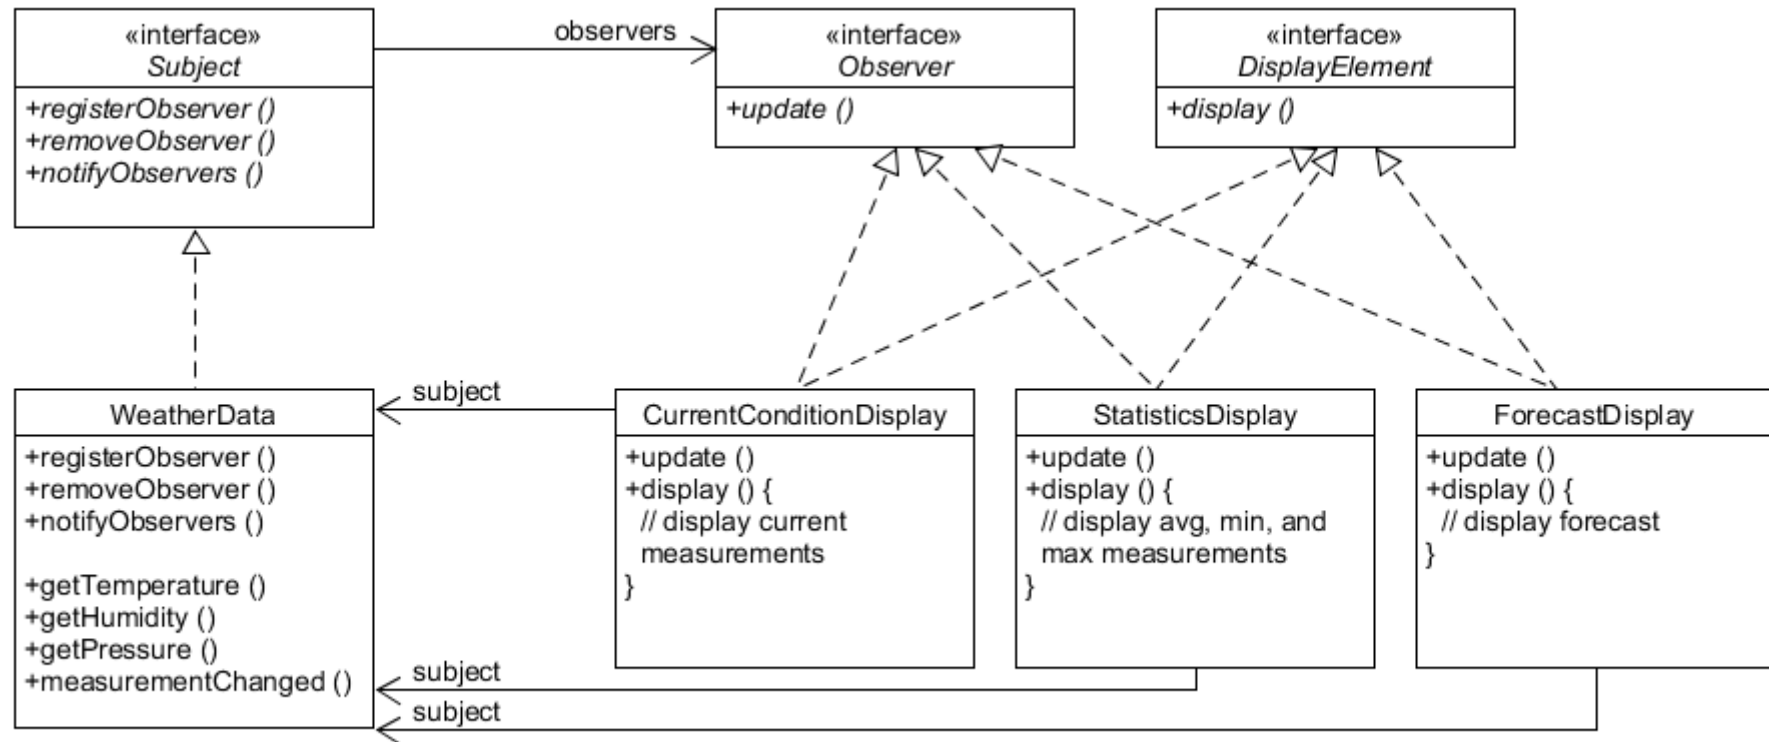 «interface»
Subject
+registerObserver ()
+removeObserver ()
+notifyObservers ()
observers
«interface»
Observer
+update ()
«interface»
DisplayElement
+display ()
WeatherData
+registerObserver ()
+removeObserver ()
+notifyObservers ()
+getTemperature ()
+getHumidity ()
+getPressure ()
+measurementChanged ()
subject
CurrentConditionDisplay
+update ()
+display () {
// display current
measurements
}
StatisticsDisplay
+update ()
+display () {
// display avg, min, and
max measurements
}
ForecastDisplay
+update ()
+display () {
// display forecast
}
subject
subject